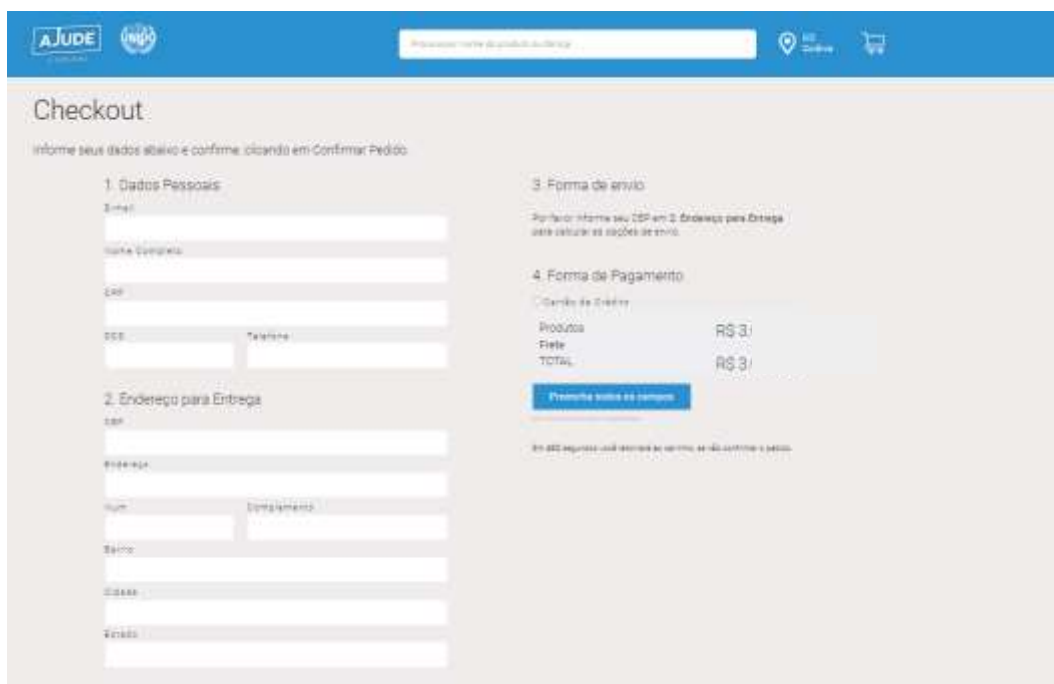 AJUDE
Checkout
Informe seus dados abaixo e confirme, clicando em Confirmar Pedido.
1. Dados Pessoais
E-mail
Nome Completo
CPF
DDD Telefone
2. Endereço para Entrega
CEP
Endereço
Num Complemento
Bairro
Cidade
Estado
3. Forma de envio
Por favor informe seu CEP em 2. Endereço para Entrega
para calcular as opções de envio.
4. Forma de Pagamento
Cartão de Crédito
Produtos R$ 3
Frete
TOTAL R$ 3
Preencha todos os campos